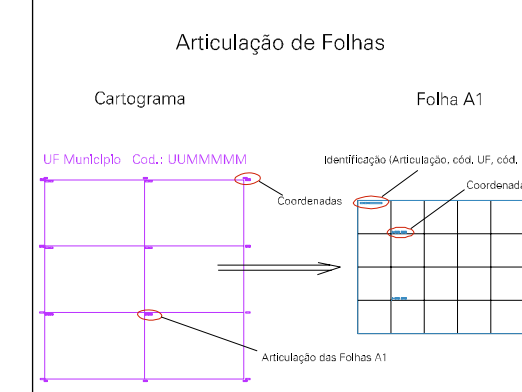 Articulação de Folhas
Cartograma
Folha A1
UF Município Cod.: UUMMMMM
Identificação (Articulação, cód. UF, cód.
Coordenadas
Coordenada
Articulação das Folhas A1